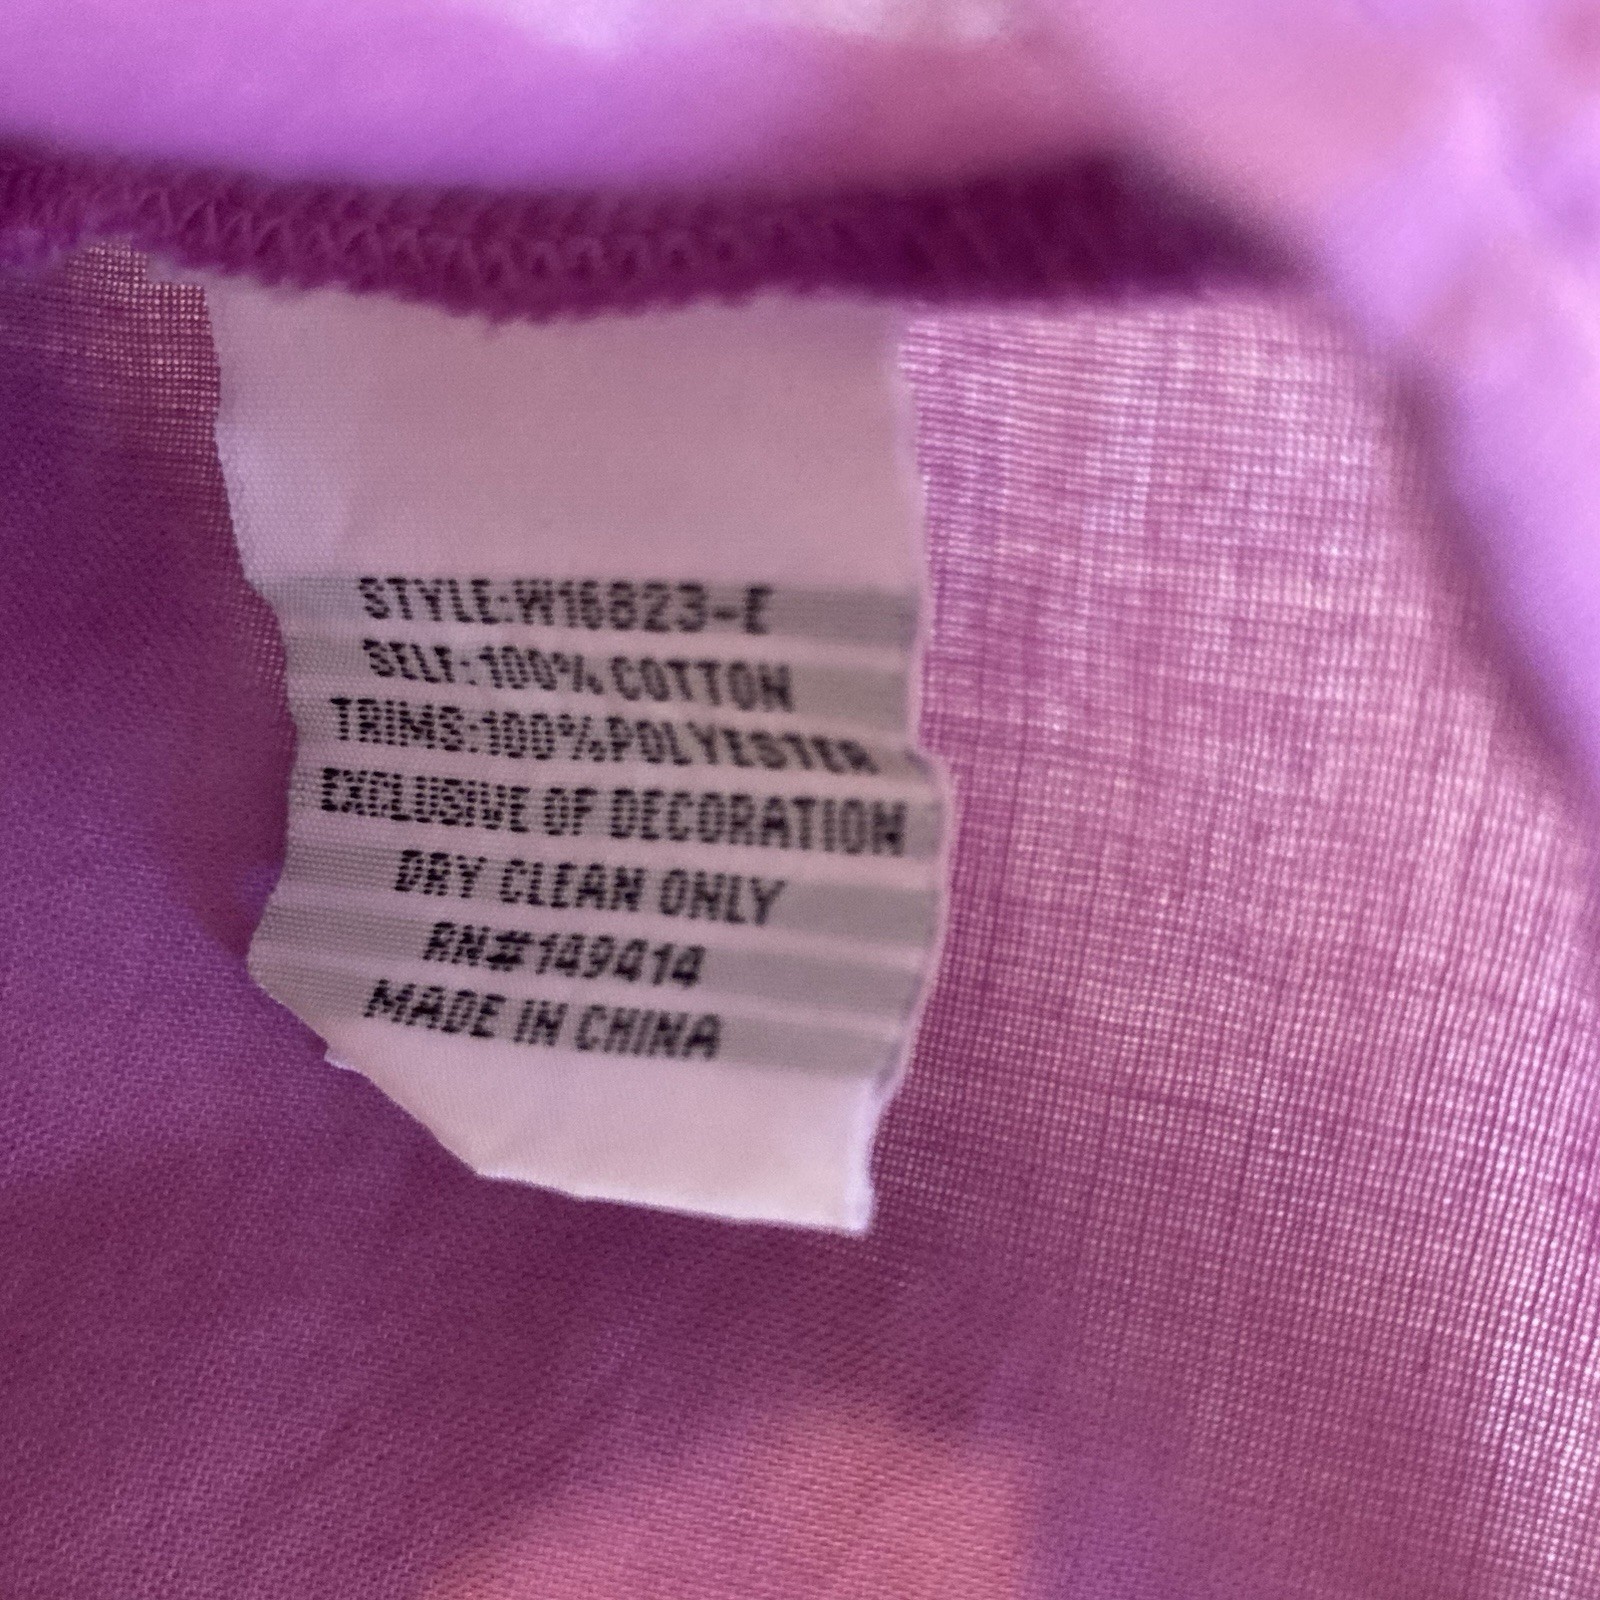 STYLE:W16823-E
SELF:100%COTTON
TRIMS:100%POLYESTER
EXCLUSIVE OF DECORATION
DRY CLEAN ONLY
RN#149414
MADE IN CHINA